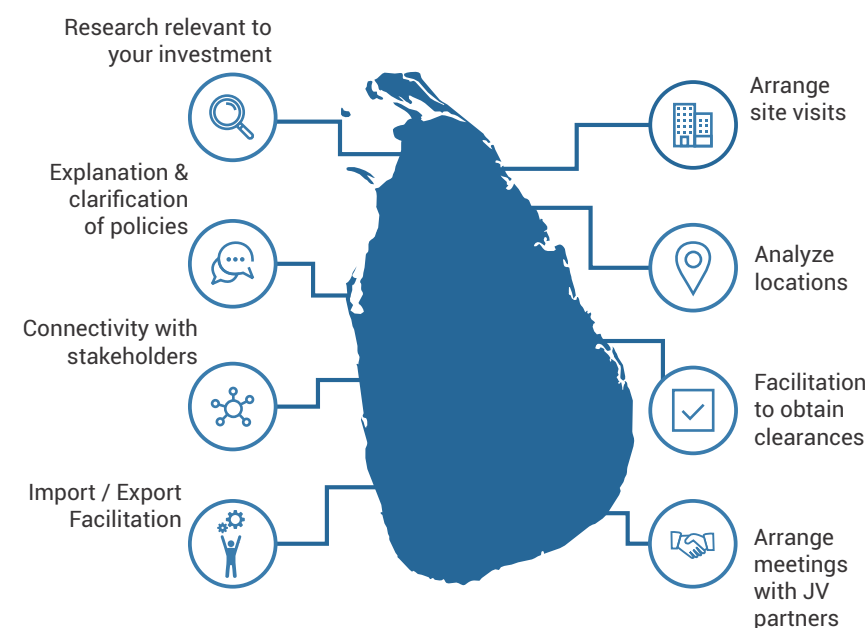 Research relevant to
your investment
Explanation &
clarification
of policies
Connectivity with
stakeholders
Import / Export
Facilitation
Arrange
site visits
Analyze
locations
Facilitation
to obtain
clearances
Arrange
meetings
with JV
partners